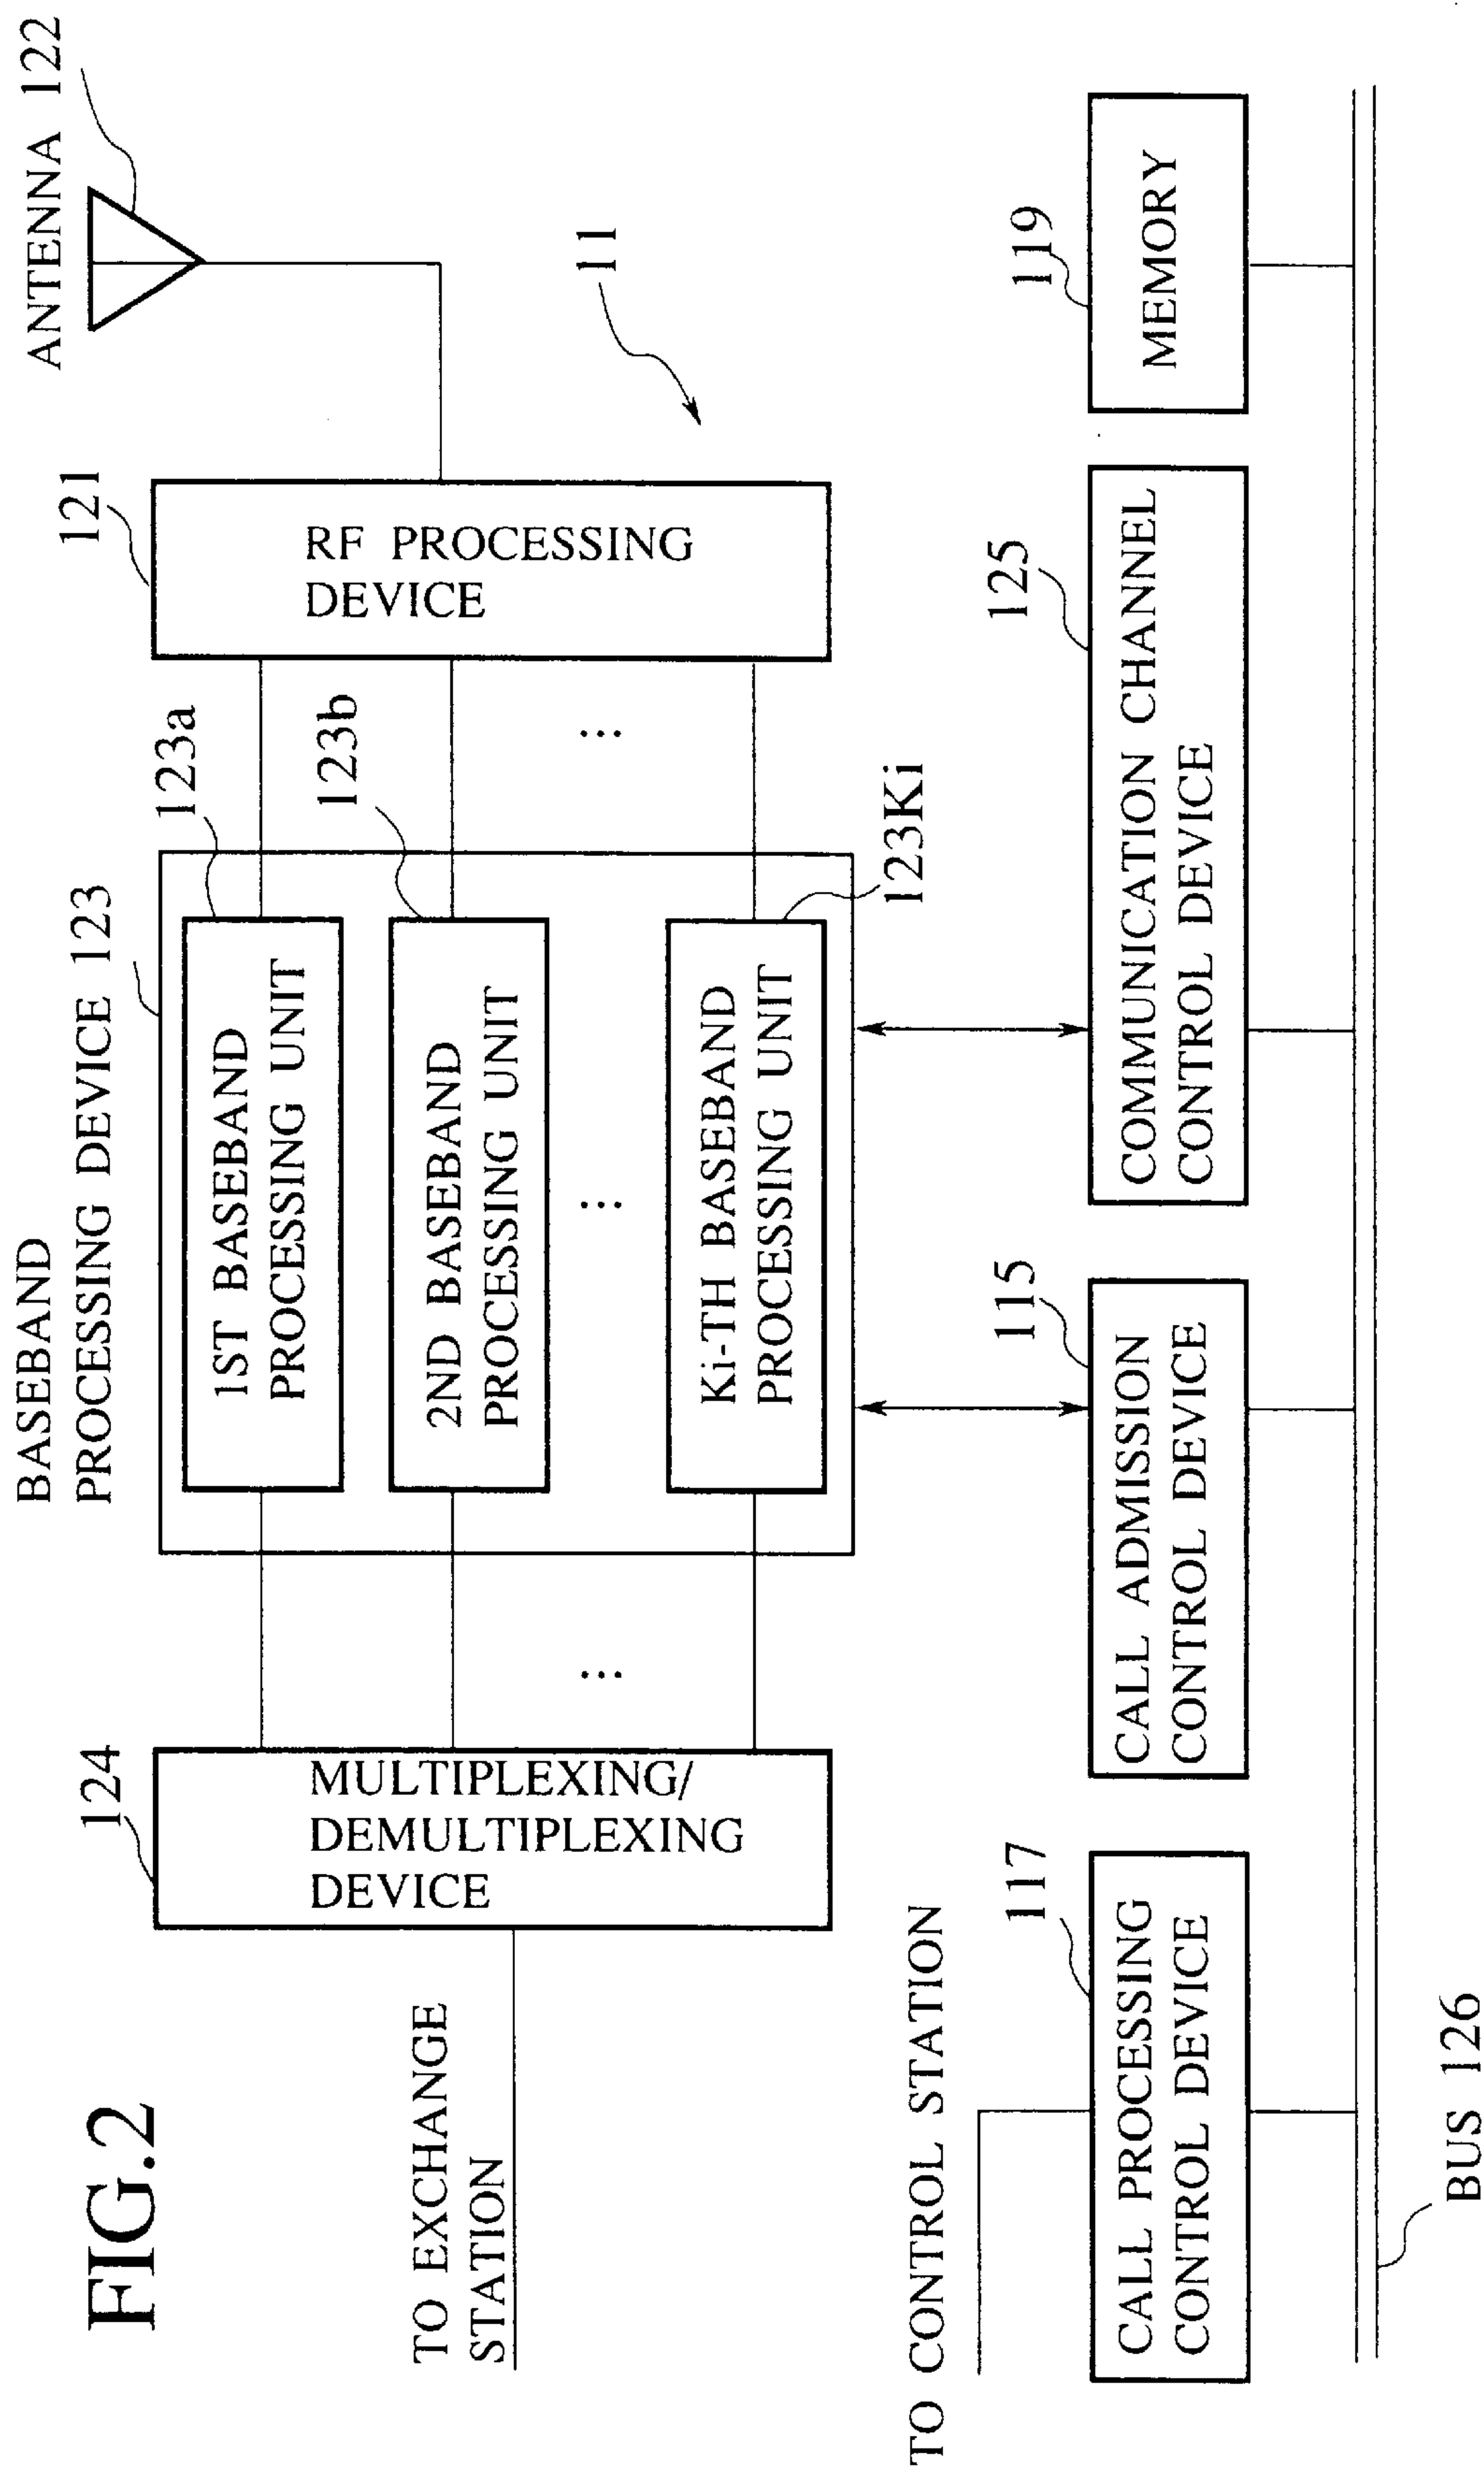 FIG.2
BASEBAND
PROCESSING DEVICE 123
ANTENNA 122
124
123a
121
123b
11
MULTIPLEXING/
DEMULTIPLEXING
DEVICE
1ST BASEBAND
PROCESSING UNIT
2ND BASEBAND
PROCESSING UNIT
...
Ki-TH BASEBAND
PROCESSING UNIT
RF PROCESSING
DEVICE
...
...
TO EXCHANGE
STATION
123Ki
TO CONTROL STATION
117
115
125
119
CALL PROCESSING
CONTROL DEVICE
CALL ADMISSION
CONTROL DEVICE
COMMUNICATION CHANNEL
CONTROL DEVICE
MEMORY
BUS 126